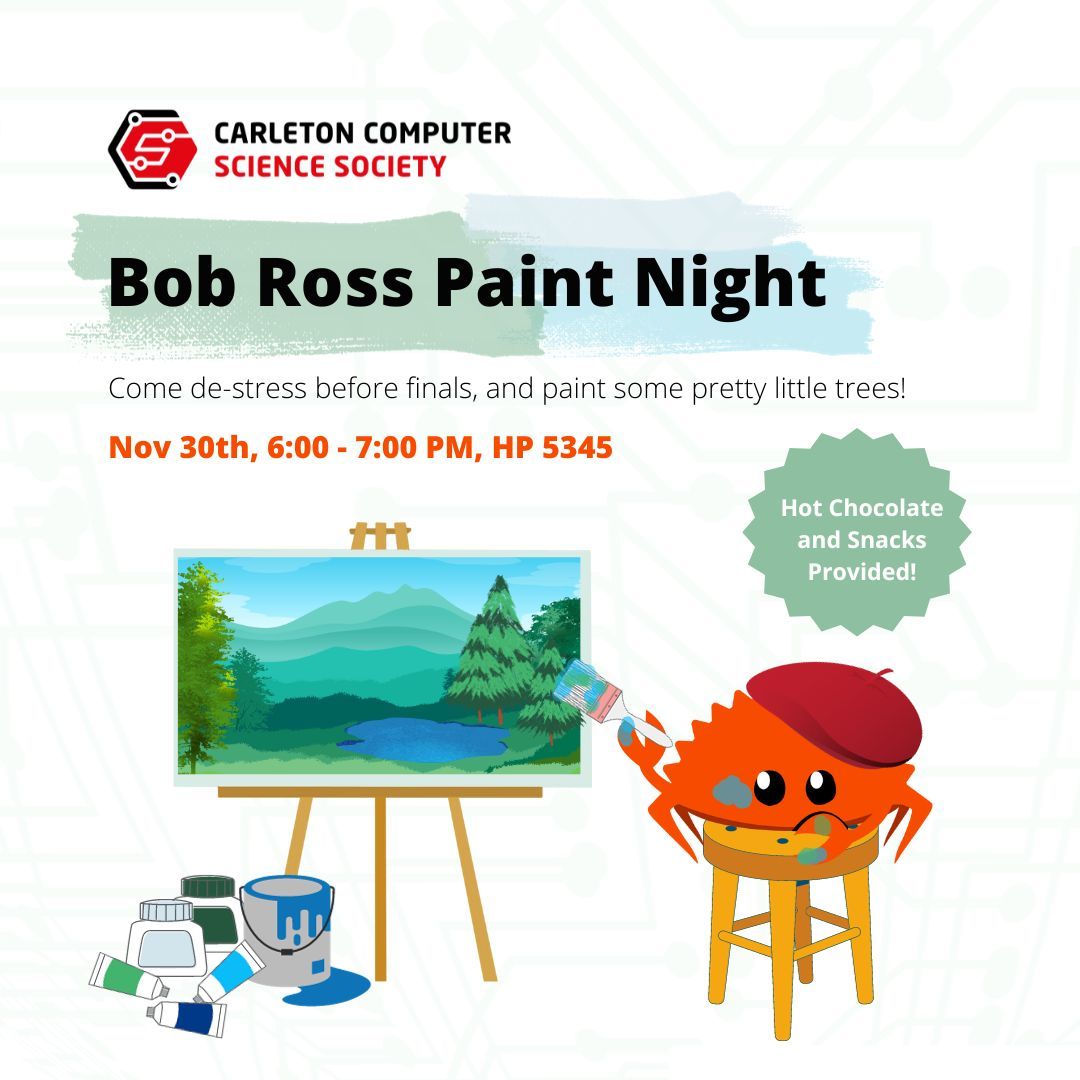 CARLETON COMPUTER
SCIENCE SOCIETY
Bob Ross Paint Night
Come de-stress before finals, and paint some pretty little trees!
Nov 30th, 6:00 - 7:00 PM, HP 5345
Hot Chocolate
and Snacks
Provided!